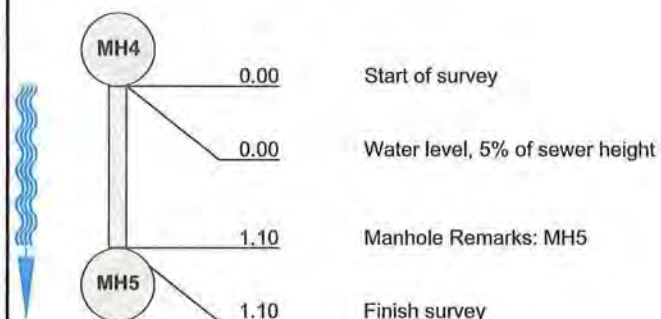 MH4
0.00 Start of survey
0.00 Water level, 5% of sewer height
1.10 Manhole Remarks: MH5
MH5
1.10 Finish survey